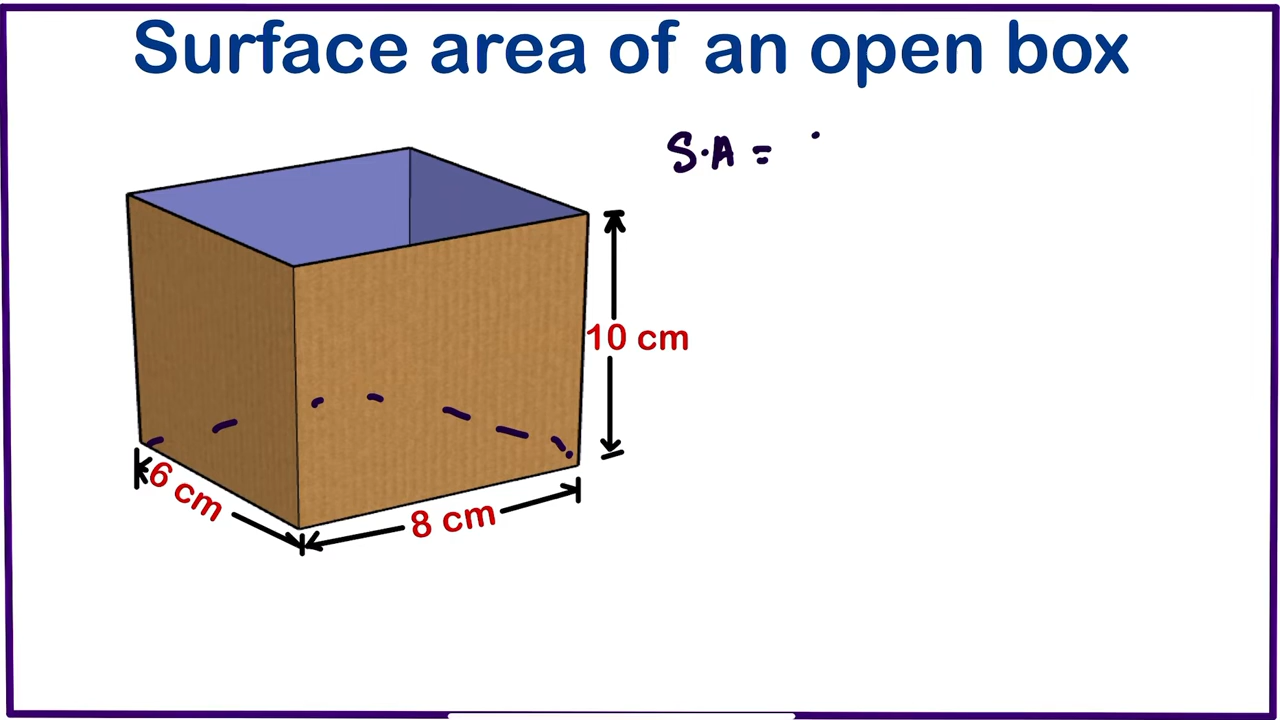 Surface area of an open box
S.A =
10 cm
6 cm
8 cm